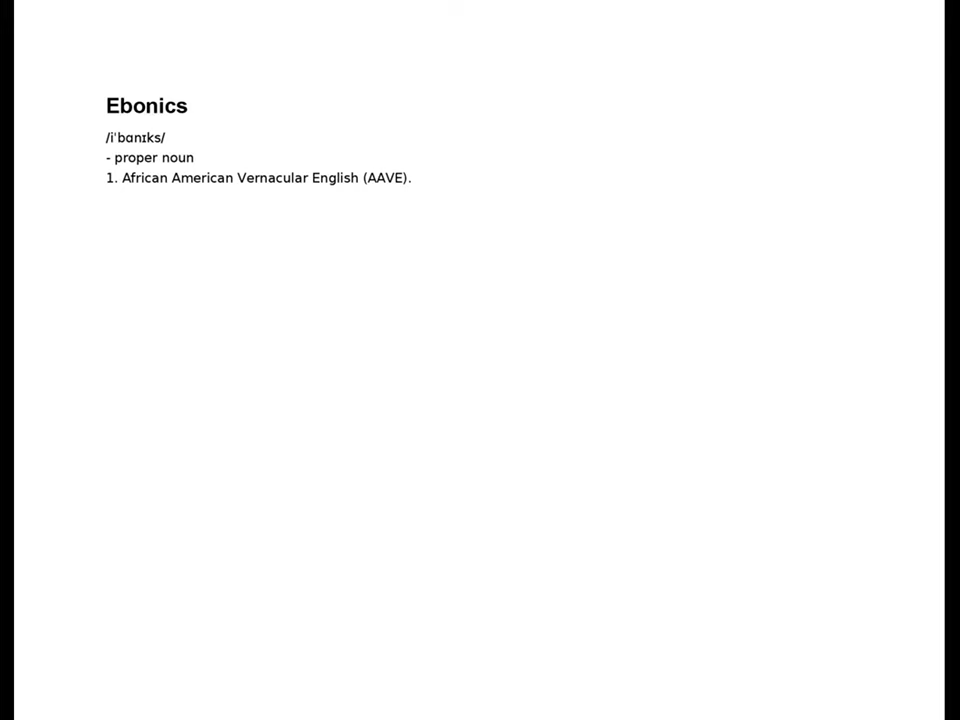 Ebonics
/iˈbɑnɪks/
- proper noun
1. African American Vernacular English (AAVE).